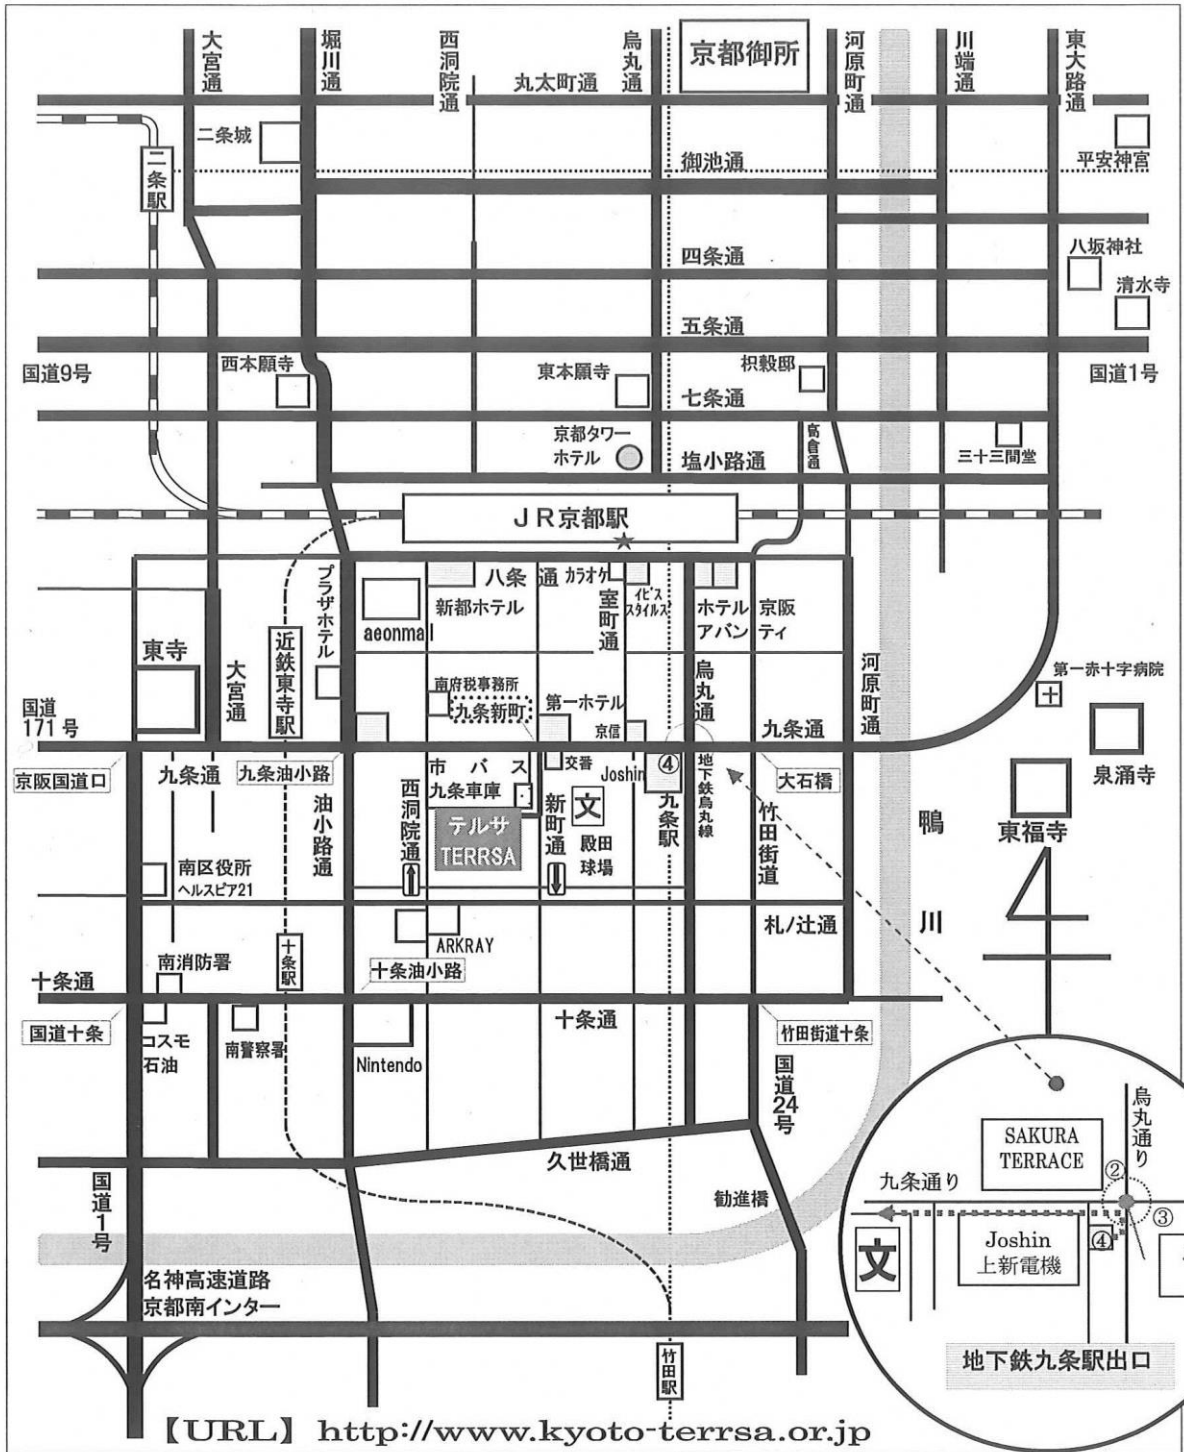 大宮通
堀川通
西洞院通
烏丸通
京都御所
河原町通
川端通
東大路通
丸太町通
二条城
二条駅
御池通
平安神宮
四条通
八坂神社
清水寺
五条通
国道9号
西本願寺
東本願寺
枳殻邸
国道1号
七条通
京都タワー
ホテル
塩小路通
高倉通
三十三間堂
JR京都駅
★
プラザホテル
八条通
カラオケ
イビス
スタイルズ
室町通
新都ホテル
aeonmall
ホテル 京阪
アバン ティ
東寺
大宮通
近鉄東寺駅
南府税事務所
九条新町
第一ホテル
京信
烏丸通
河原町通
第一赤十字病院
国道
171号
九条通
泉涌寺
京阪国道口
九条通
九条油小路
市バス
九条車庫
交番
Joshin
④
九条駅
地下鉄烏丸線
大石橋
油小路通
西洞院通
テルサ
TERRSA
新町通
文
殿田
球場
竹田街道
鴨川
東福寺
南区役所
ヘルスピア21
札ノ辻通
ARKRAY
十条駅
南消防署
十条油小路
十条通
国道十条
コスモ
石油
南警察署
Nintendo
十条通
竹田街道十条
国道24号
久世橋通
勧進橋
国道1号
名神高速道路
京都南インター
竹田駅
烏丸通り
SAKURA
TERRACE
②
九条通り
③
④
Joshin
上新電機
文
地下鉄九条駅出口
【URL】 http://www.kyoto-terrsa.or.jp